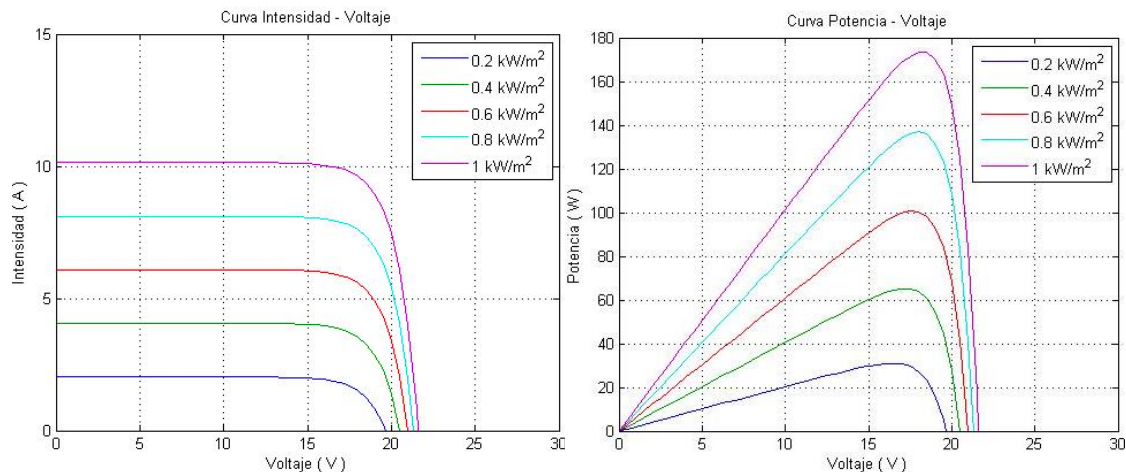 Curva Intensidad - Voltaje
15
10
5
0
Intensidad ( A )
0.2 kW/m²
0.4 kW/m²
0.6 kW/m²
0.8 kW/m²
1 kW/m²
0 5 10 15 20 25 30
Voltaje ( V )
Curva Potencia - Voltaje
180
160
140
120
100
80
60
40
20
0
Potencia ( W )
0.2 kW/m²
0.4 kW/m²
0.6 kW/m²
0.8 kW/m²
1 kW/m²
0 5 10 15 20 25 30
Voltaje ( V )